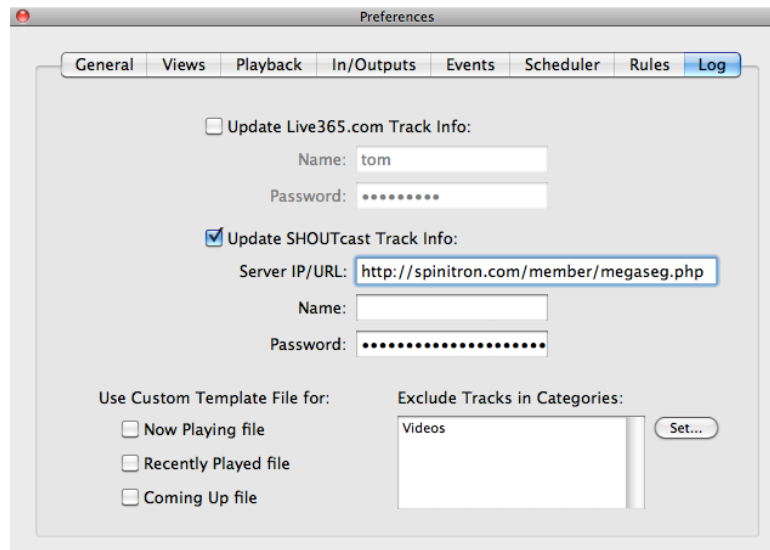 Preferences
General Views Playback In/Outputs Events Scheduler Rules Log
Update Live365.com Track Info:
Name: tom
Password: •••••••••
Update SHOUTcast Track Info:
Server IP/URL: http://spinitron.com/member/megaseg.php
Name:
Password: •••••••••••••••••••••
Use Custom Template File for: Exclude Tracks in Categories:
Now Playing file Videos Set...
Recently Played file
Coming Up file